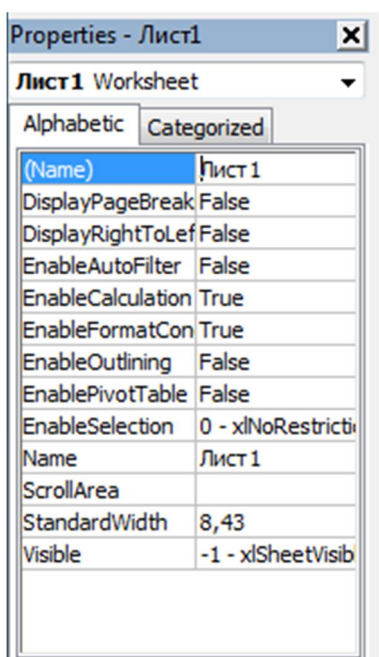 Properties - Лист1
Лист1 Worksheet
Alphabetic Categorized
(Name) Лист1
DisplayPageBreak False
DisplayRightToLef False
EnableAutoFilter False
EnableCalculation True
EnableFormatCon True
EnableOutlining False
EnablePivotTable False
EnableSelection 0 - xlNoRestricti
Name Лист1
ScrollArea
StandardWidth 8,43
Visible -1 - xlSheetVisibl